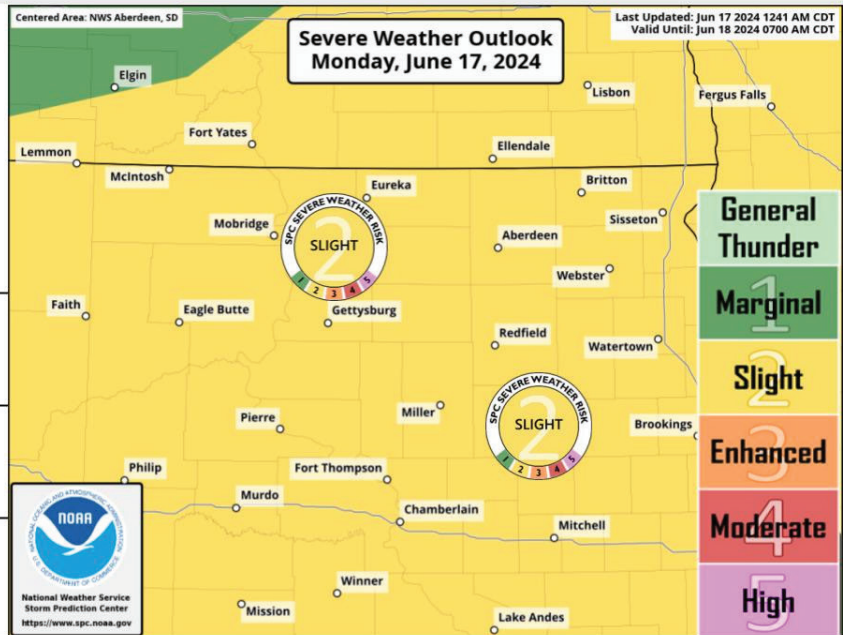 Centered Area: NWS Aberdeen, SD
Severe Weather Outlook
Monday, June 17, 2024
Last Updated: Jun 17 2024 1241 AM CDT
Valid Until: Jun 18 2024 0700 AM CDT
Elgin
Lisbon
Fergus Falls
Fort Yates
Ellendale
Lemmon
McIntosh
Eureka
Britton
Sisseton
Mobridge
SPC SEVERE WEATHER RISK
2
SLIGHT
1 2 3 4 5
Aberdeen
Webster
Faith
Eagle Butte
Gettysburg
Redfield
Watertown
Miller
SPC SEVERE WEATHER RISK
2
SLIGHT
1 2 3 4 5
Brookings
Pierre
Philip
Fort Thompson
Murdo
Chamberlain
Mitchell
Winner
Mission
Lake Andes
General
Thunder
1
Marginal
2
Slight
3
Enhanced
4
Moderate
5
High
NATIONAL OCEANIC AND ATMOSPHERIC ADMINISTRATION
NOAA
U.S. DEPARTMENT OF COMMERCE
National Weather Service
Storm Prediction Center
https://www.spc.noaa.gov